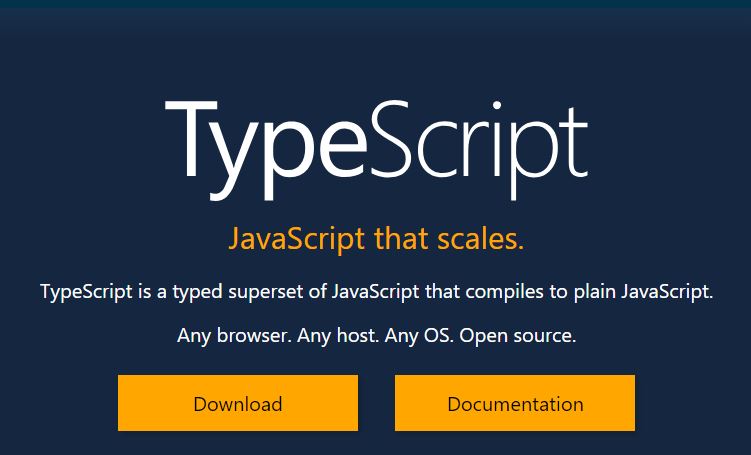 TypeScript
JavaScript that scales.
TypeScript is a typed superset of JavaScript that compiles to plain JavaScript.
Any browser. Any host. Any OS. Open source.
Download
Documentation